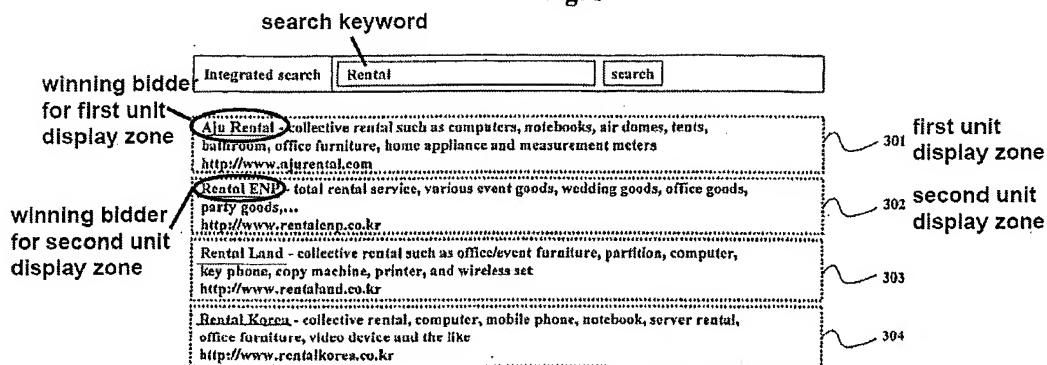 search keyword
Integrated search Rental search
winning bidder
for first unit
display zone
Aju Rental - collective rental such as computers, notebooks, air domes, tents,
bathroom, office furniture, home appliance and measurement meters
http://www.ajurental.com
301
first unit
display zone
Rental ENP - total rental service, various event goods, wedding goods, office goods,
party goods,...
http://www.rentalenp.co.kr
302
second unit
display zone
winning bidder
for second unit
display zone
Rental Land - collective rental such as office/event furniture, partition, computer,
key phone, copy machine, printer, and wireless set
http://www.rentaland.co.kr
303
Rental Korea - collective rental, computer, mobile phone, notebook, server rental,
office furniture, video device and the like
http://www.rentalkorea.co.kr
304